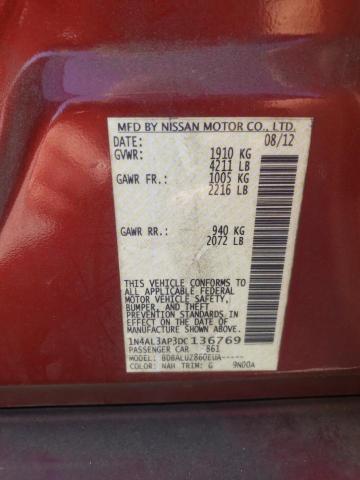 MFD BY NISSAN MOTOR CO., LTD.
DATE: 08/12
GVWR: 1910 KG
4211 LB
GAWR FR: 1005 KG
2216 LB
GAWR RR: 940 KG
2072 LB
THIS VEHICLE CONFORMS
TO ALL APPLICABLE FEDERAL
MOTOR VEHICLE SAFETY,
BUMPER, AND THEFT
PREVENTION STANDARDS IN
EFFECT ON THE DATE OF
MANUFACTURE SHOWN ABOVE.
1N4AL3AP3DC136769
PASSENGER CAR 861
MODEL: BDBALUZ860EUA-----
COLOR: NAH TRIM: G 9N00A